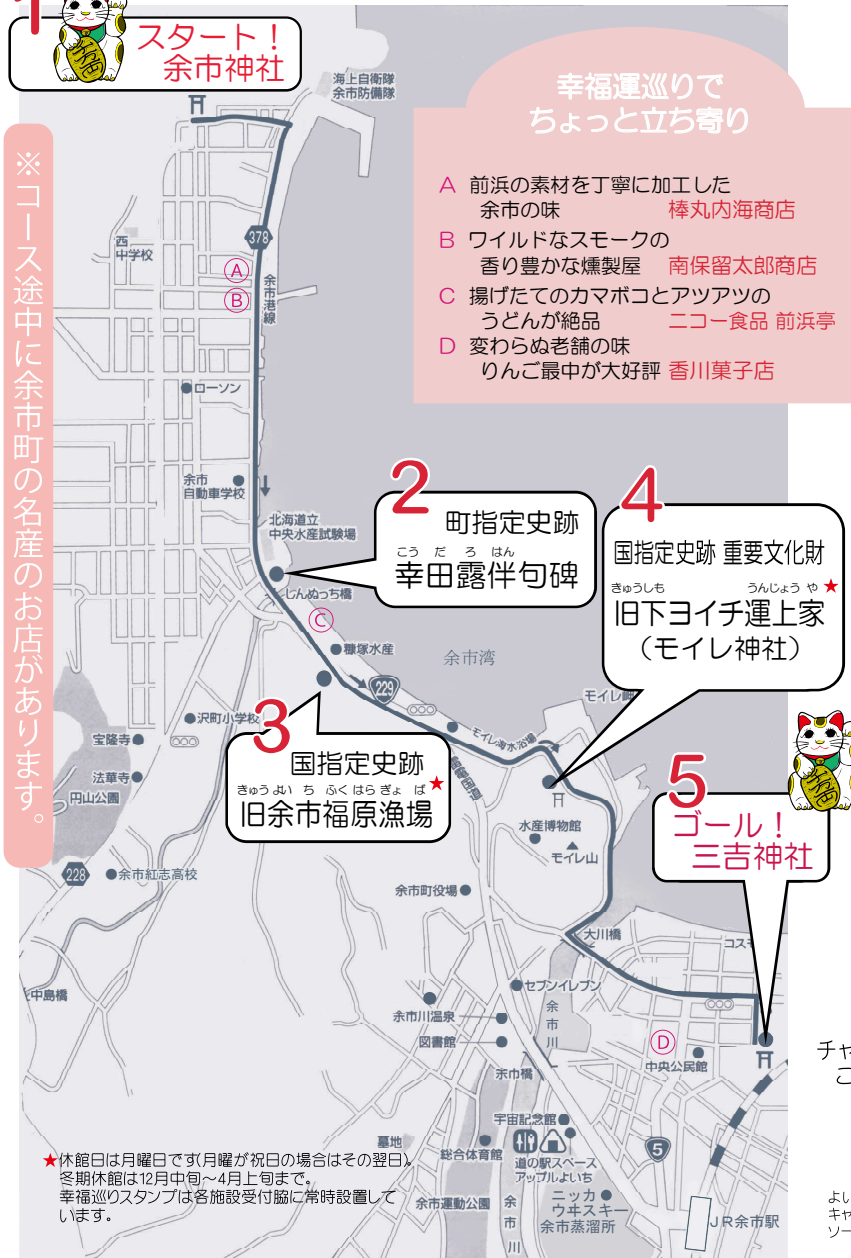 1
スタート!
余市神社
海上自衛隊
余市防備隊
幸福運巡りで
ちょっと立ち寄り
A 前浜の素材を丁寧に加工した
余市の味 棒丸内海商店
B ワイルドなスモークの
香り豊かな燻製屋 南保留太郎商店
C 揚げたてのカマボコとアツアツの
うどんが絶品 ニコー食品 前浜亭
D 変わらぬ老舗の味
りんご最中が大好評 香川菓子店
※コース途中に余市町の名産のお店があります。
378
西
中学校
A
B
余市港線
ローソン
余市
自動車学校
北海道立
中央水産試験場
しんぬっち橋
2
町指定史跡
こうだろはん
幸田露伴句碑
4
国指定史跡 重要文化財
きゅうしも うんじょうや★
旧下ヨイチ運上家
(モイレ神社)
C
糠塚水産
余市湾
229
モイレ岬
モイレ海水浴場
沢町小学校
宝隆寺
法華寺
円山公園
3
国指定史跡
きゅうよいちふくはらぎょば★
旧余市福原漁場
水産博物館
モイレ山
5
ゴール!
三吉神社
228
余市紅志高校
余市町役場
大川橋
コスモ
中島橋
セブンイレブン
余市川温泉
図書館
余市川
余市橋
D
中央公民館
チャ
こ
宇宙記念館
墓地
総合体育館
道の駅スペース
アップルよいち
5
★休館日は月曜日です(月曜が祝日の場合はその翌日)。
冬期休館は12月中旬〜4月上旬まで。
幸福巡りスタンプは各施設受付脇に常時設置して
います。
余市運動公園
余市川
ニッカ
ウヰスキー
余市蒸溜所
JR余市駅
よい
キャ
ソー